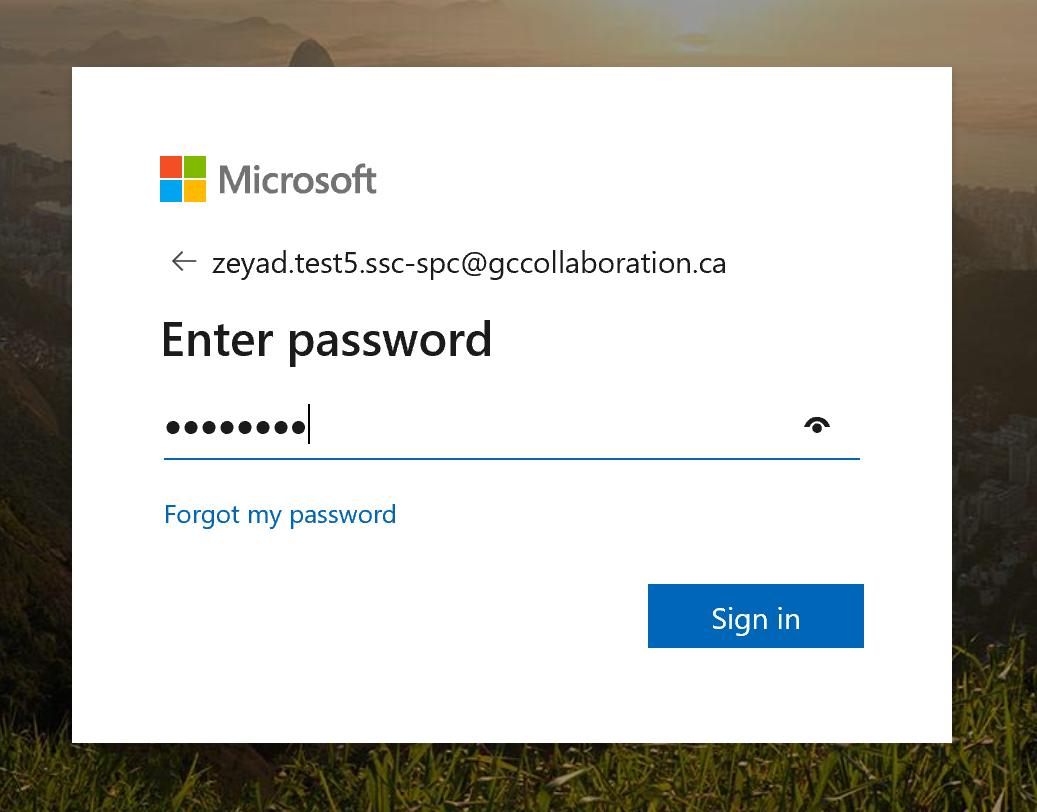 Microsoft
zeyad.test5.ssc-spc@gccollaboration.ca
Enter password
••••••••
Forgot my password
Sign in